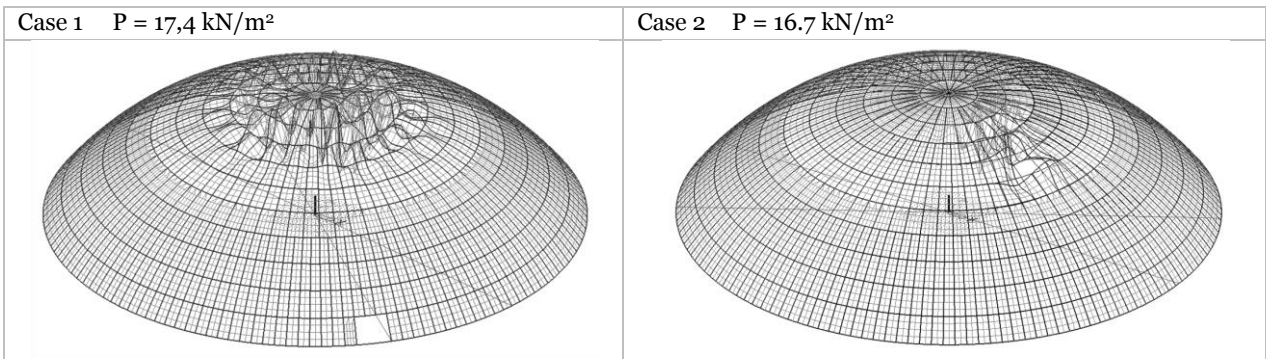 Case 1 P = 17,4 kN/m²
Case 2 P = 16.7 kN/m²